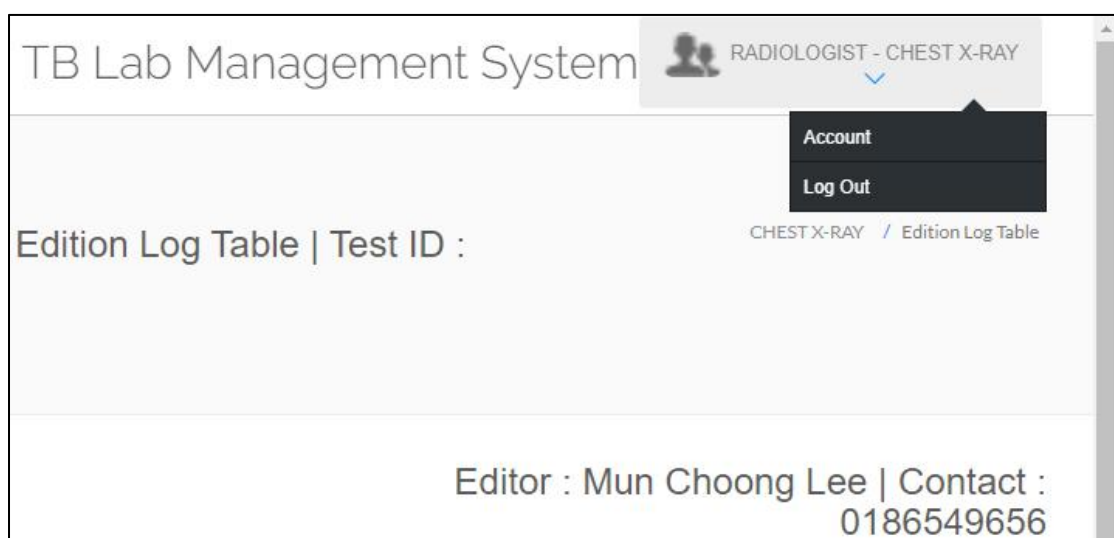 TB Lab Management System
RADIOLOGIST - CHEST X-RAY
Account
Log Out
Edition Log Table | Test ID :
CHEST X-RAY / Edition Log Table
Editor : Mun Choong Lee | Contact :
0186549656